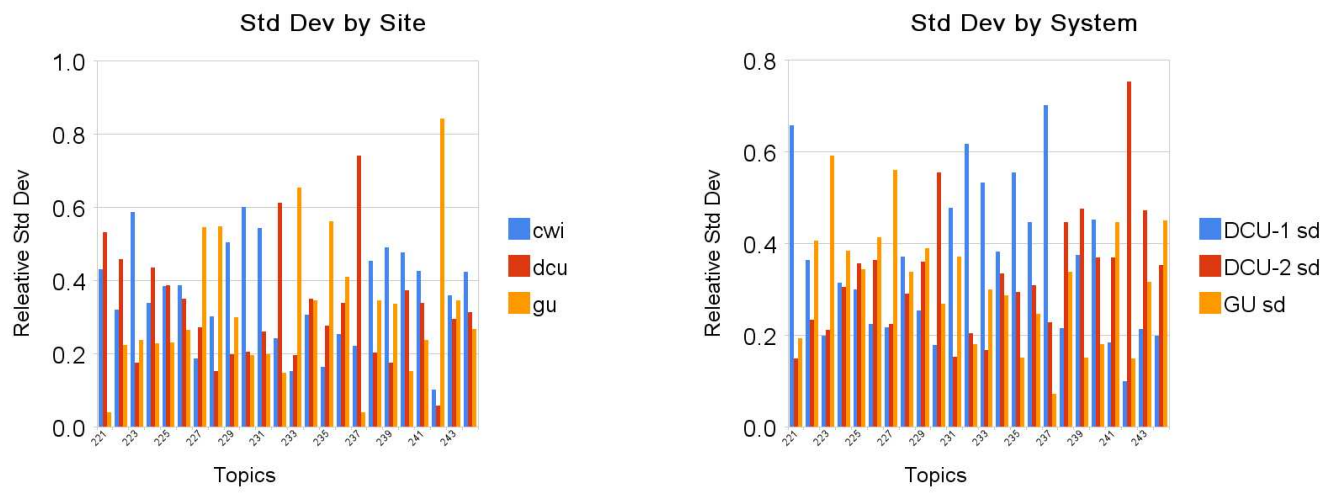 Std Dev by Site
1.0
0.8
0.6
0.4
0.2
0.0
Releative Std Dev
221
223
225
227
229
231
233
235
237
239
241
243
Topics
cwi
dcu
gu
Std Dev by System
0.8
0.6
0.4
0.2
0.0
Releative Std Dev
221
223
225
227
229
231
233
235
237
239
241
243
Topics
DCU-1 sd
DCU-2 sd
GU sd